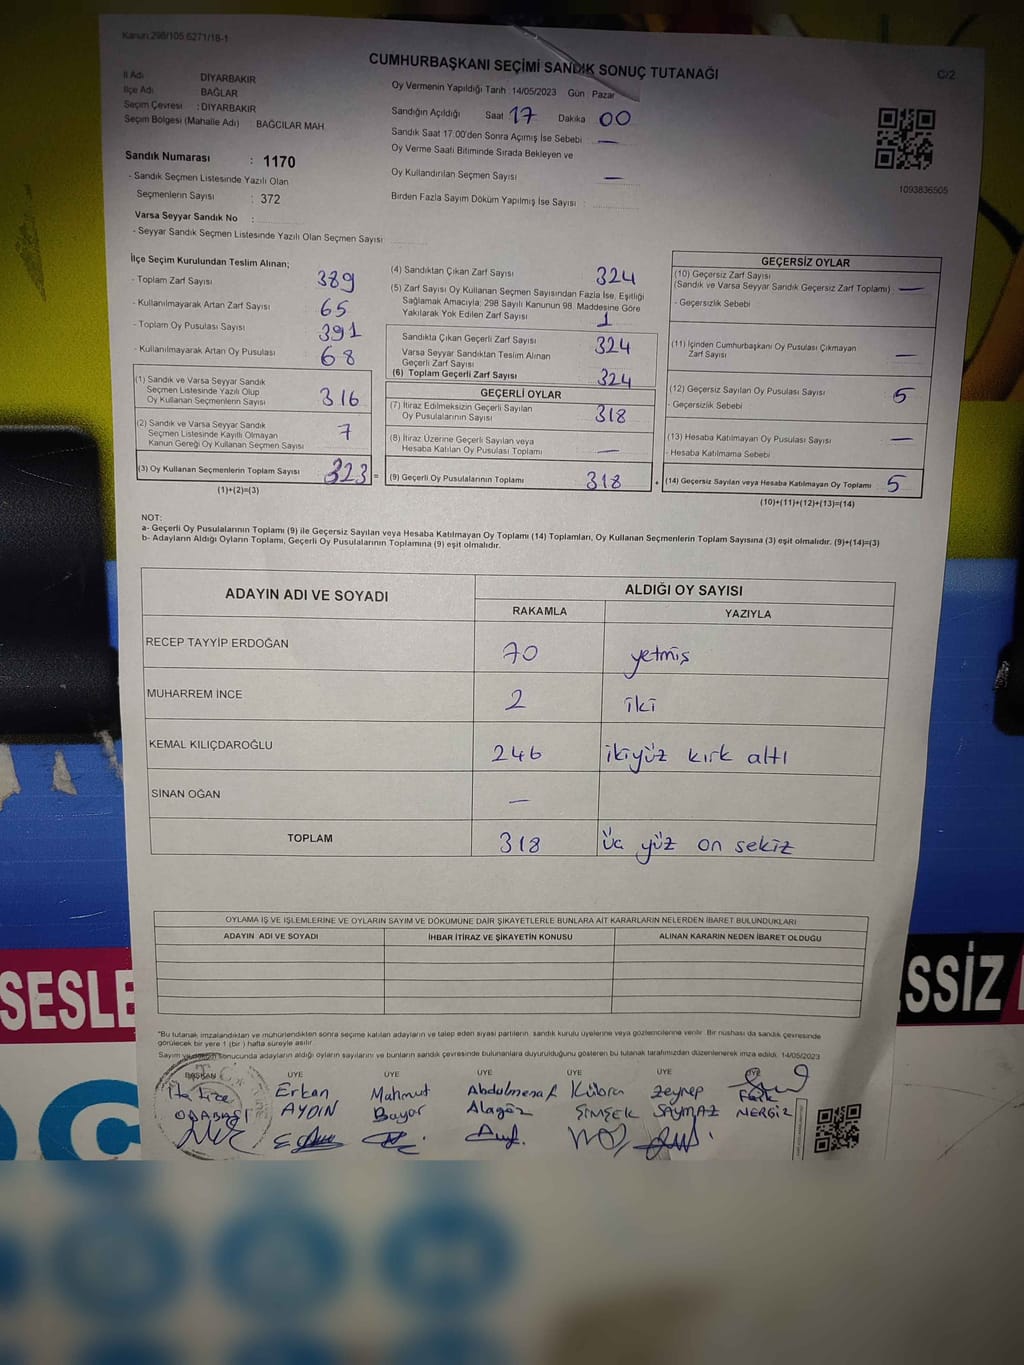 Kanun 298/105 6271/18-1
CUMHURBAŞKANI SEÇİMİ SANDIK SONUÇ TUTANAĞI
C/2
İl Adı DIYARBAKIR
İlçe Adı BAĞLAR
Seçim Çevresi : DIYARBAKIR
Seçim Bölgesi (Mahalle Adı) BAĞCILAR MAH.
Sandık Numarası : 1170
- Sandık Seçmen Listesinde Yazılı Olan
Seçmenlerin Sayısı : 372
Varsa Seyyar Sandık No :
- Seyyar Sandık Seçmen Listesinde Yazılı Olan Seçmen Sayısı
Oy Vermenin Yapıldığı Tarih 14/05/2023 Gün Pazar
Sandığın Açıldığı Saat 17 Dakika 00
Sandık Saat 17.00'den Sonra Açımış İse Sebebi —
Oy Verme Saati Bitiminde Sırada Bekleyen ve
Oy Kullandırılan Seçmen Sayısı —
Birden Fazla Sayım Döküm Yapılmış İse Sayısı :
1093836505
İlçe Seçim Kurulundan Teslim Alınan;
- Toplam Zarf Sayısı 389
- Kullanılmayarak Artan Zarf Sayısı 65
- Toplam Oy Pusulası Sayısı 391
- Kullanılmayarak Artan Oy Pusulası 68
(1) Sandık ve Varsa Seyyar Sandık
Seçmen Listesinde Yazılı Olup
Oy Kullanan Seçmenlerin Sayısı 316
(2) Sandık ve Varsa Seyyar Sandık
Seçmen Listesinde Kayıtlı Olmayan
Kanun Gereği Oy Kullanan Seçmen Sayısı 7
(3) Oy Kullanan Seçmenlerin Toplam Sayısı 323 =
(1)+(2)=(3)
(4) Sandıktan Çıkan Zarf Sayısı 324
(5) Zarf Sayısı Oy Kullanan Seçmen Sayısından Fazla İse, Eşitliği
Sağlamak Amacıyla; 298 Sayılı Kanunun 98. Maddesine Göre
Yakılarak Yok Edilen Zarf Sayısı 1
Sandıkta Çıkan Geçerli Zarf Sayısı 324
Varsa Seyyar Sandıktan Teslim Alınan
Geçerli Zarf Sayısı
(6) Toplam Geçerli Zarf Sayısı 324
GEÇERLİ OYLAR
(7) İtiraz Edilmeksizin Geçerli Sayılan
Oy Pusulalarının Sayısı 318
(8) İtiraz Üzerine Geçerli Sayılan veya
Hesaba Katılan Oy Pusulası Toplamı —
(9) Geçerli Oy Pusulalarının Toplamı 318 +
GEÇERSİZ OYLAR
(10) Geçersiz Zarf Sayısı
(Sandık ve Varsa Seyyar Sandık Geçersiz Zarf Toplamı) —
- Geçersizlik Sebebi
(11) İçinden Cumhurbaşkanı Oy Pusulası Çıkmayan
Zarf Sayısı —
(12) Geçersiz Sayılan Oy Pusulası Sayısı 5
- Geçersizlik Sebebi
(13) Hesaba Katılmayan Oy Pusulası Sayısı —
- Hesaba Katılmama Sebebi
(14) Geçersiz Sayılan veya Hesaba Katılmayan Oy Toplamı 5
(10)+(11)+(12)+(13)=(14)
NOT:
a- Geçerli Oy Pusulalarının Toplamı (9) ile Geçersiz Sayılan veya Hesaba Katılmayan Oy Toplamı (14) Toplamları, Oy Kullanan Seçmenlerin Toplam Sayısına (3) eşit olmalıdır. (9)+(14)=(3)
b- Adayların Aldığı Oyların Toplamı, Geçerli Oy Pusulalarının Toplamına (9) eşit olmalıdır.
ADAYIN ADI VE SOYADI ALDIĞI OY SAYISI
RAKAMLA YAZIYLA
RECEP TAYYİP ERDOĞAN 70 yetmiş
MUHARREM İNCE 2 iki
KEMAL KILIÇDAROĞLU 246 ikiyüz kırk altı
SİNAN OĞAN —
TOPLAM 318 üç yüz on sekiz
OYLAMA İŞ VE İŞLEMLERİNE VE OYLARIN SAYIM VE DÖKÜMÜNE DAİR ŞİKAYETLERLE BUNLARA AİT KARARLARIN NELERDEN İBARET BULUNDUKLARI
ADAYIN ADI VE SOYADI İHBAR İTİRAZ VE ŞİKAYETİN KONUSU ALINAN KARARIN NEDEN İBARET OLDUĞU
SESLE
SSİZ
"Bu tutanak imzalandıktan ve mühürlendikten sonra seçime katılan adayların ve talep eden siyasi partilerin sandık kurulu üyelerine veya gözlemcilerine verilir. Bir nüshası da sandık çevresinde
görülecek bir yere 1 (bir ) hafta süreyle asılır.
Sayım ve döküm sonucunda adayların aldığı oyların sayılarını ve bunların sandık çevresinde bulunanlara duyurulduğunu gösteren bu tutanak tarafımızdan düzenlenerek imza edildi. 14/05/2023
BAŞKAN ÜYE ÜYE ÜYE ÜYE ÜYE ÜYE
Erkan Mahmut Abdulmenaf Kübra Zeynep
ODABAŞI AYDIN Bayar Alagöz ŞİMŞEK SAYMAZ NERGİZ